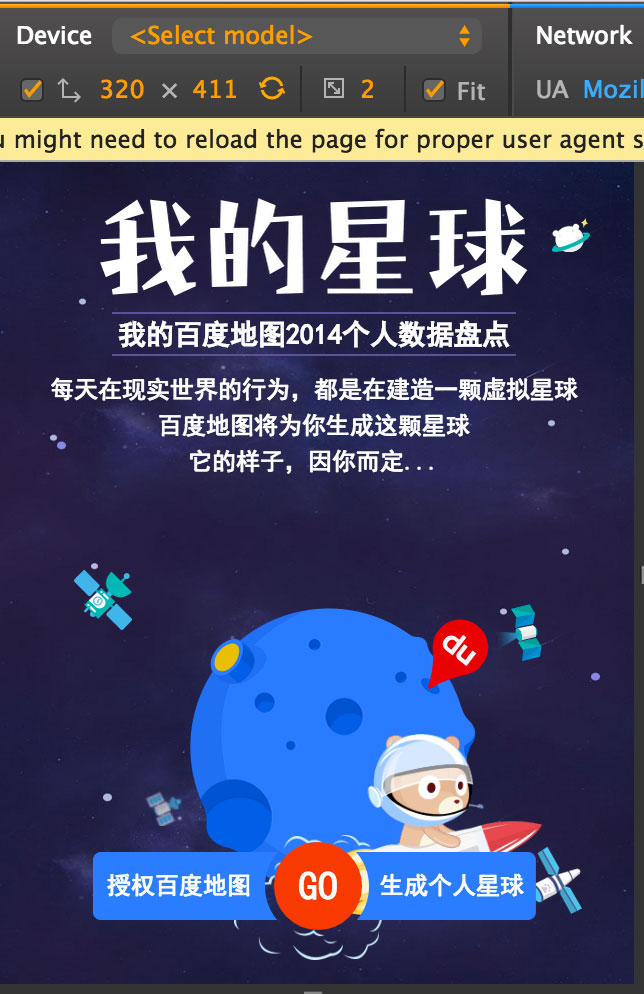 Device <Select model> Network
320 × 411 2 Fit UA Mozil
might need to reload the page for proper user agent s
我的星球
我的百度地图2014个人数据盘点
每天在现实世界的行为，都是在建造一颗虚拟星球
百度地图将为你生成这颗星球
它的样子，因你而定...
du
授权百度地图 GO 生成个人星球